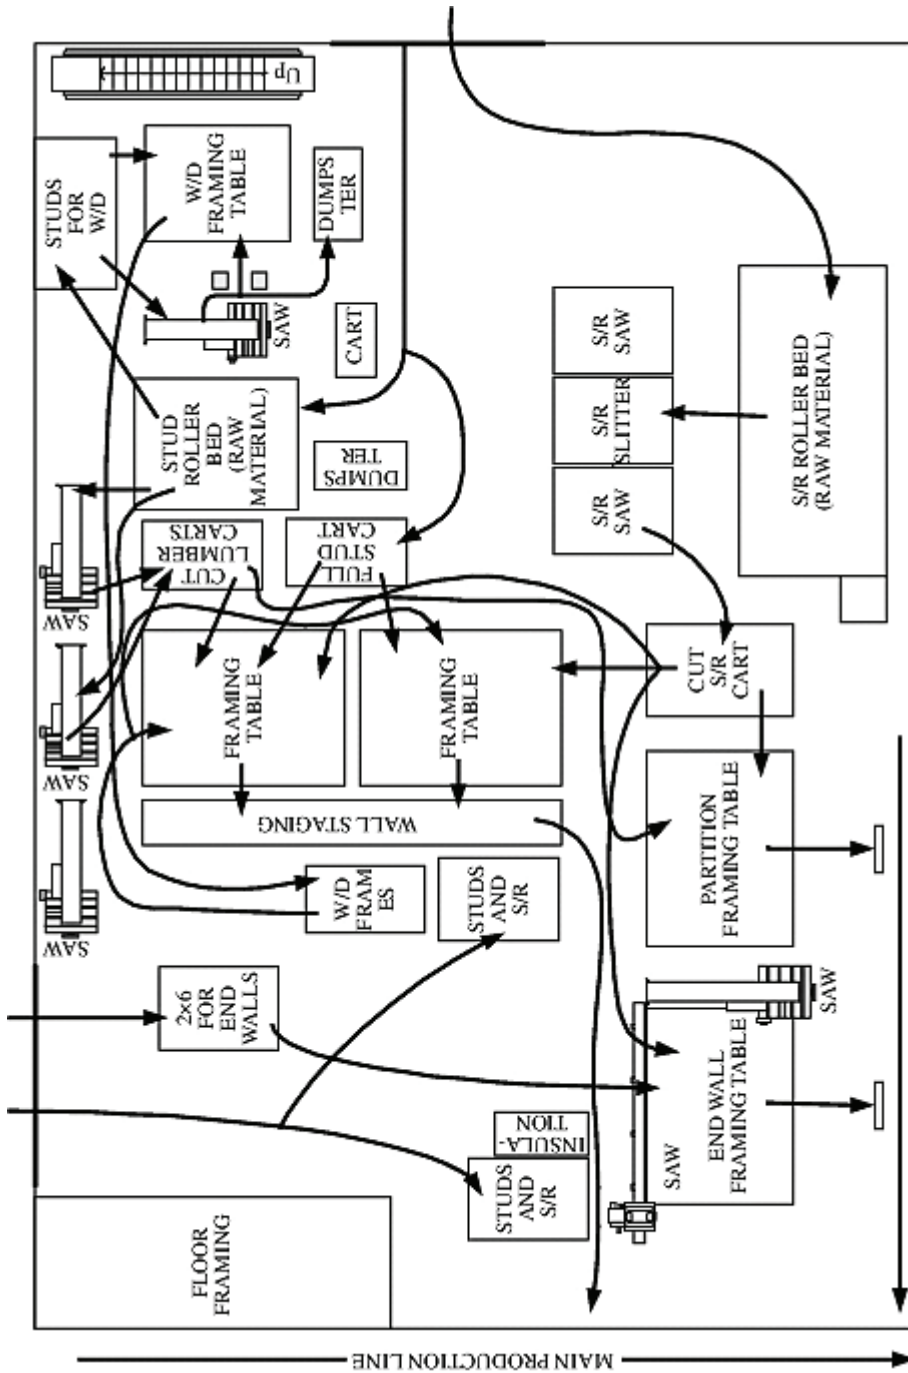 Up
STUDS
FOR
W/D
W/D
FRAMING
TABLE
DUMPS
TER
SAW
CART
STUD
ROLLER
BED
(RAW
MATERIAL)
DUMPS
TER
S/R
SAW
S/R
SLITTER
S/R
SAW
S/R ROLLER BED
(RAW MATERIAL)
SAW
CUT
LUMBER
CARTS
FULL
STUD
CART
SAW
FRAMING
TABLE
FRAMING
TABLE
CUT
S/R
CART
WALL STAGING
PARTITION
FRAMING TABLE
SAW
W/D
FRAM
ES
STUDS
AND
S/R
2×6
FOR
END
WALLS
SAW
END WALL
FRAMING TABLE
SAW
INSULA-
TION
STUDS
AND
S/R
FLOOR
FRAMING
MAIN PRODUCTION LINE